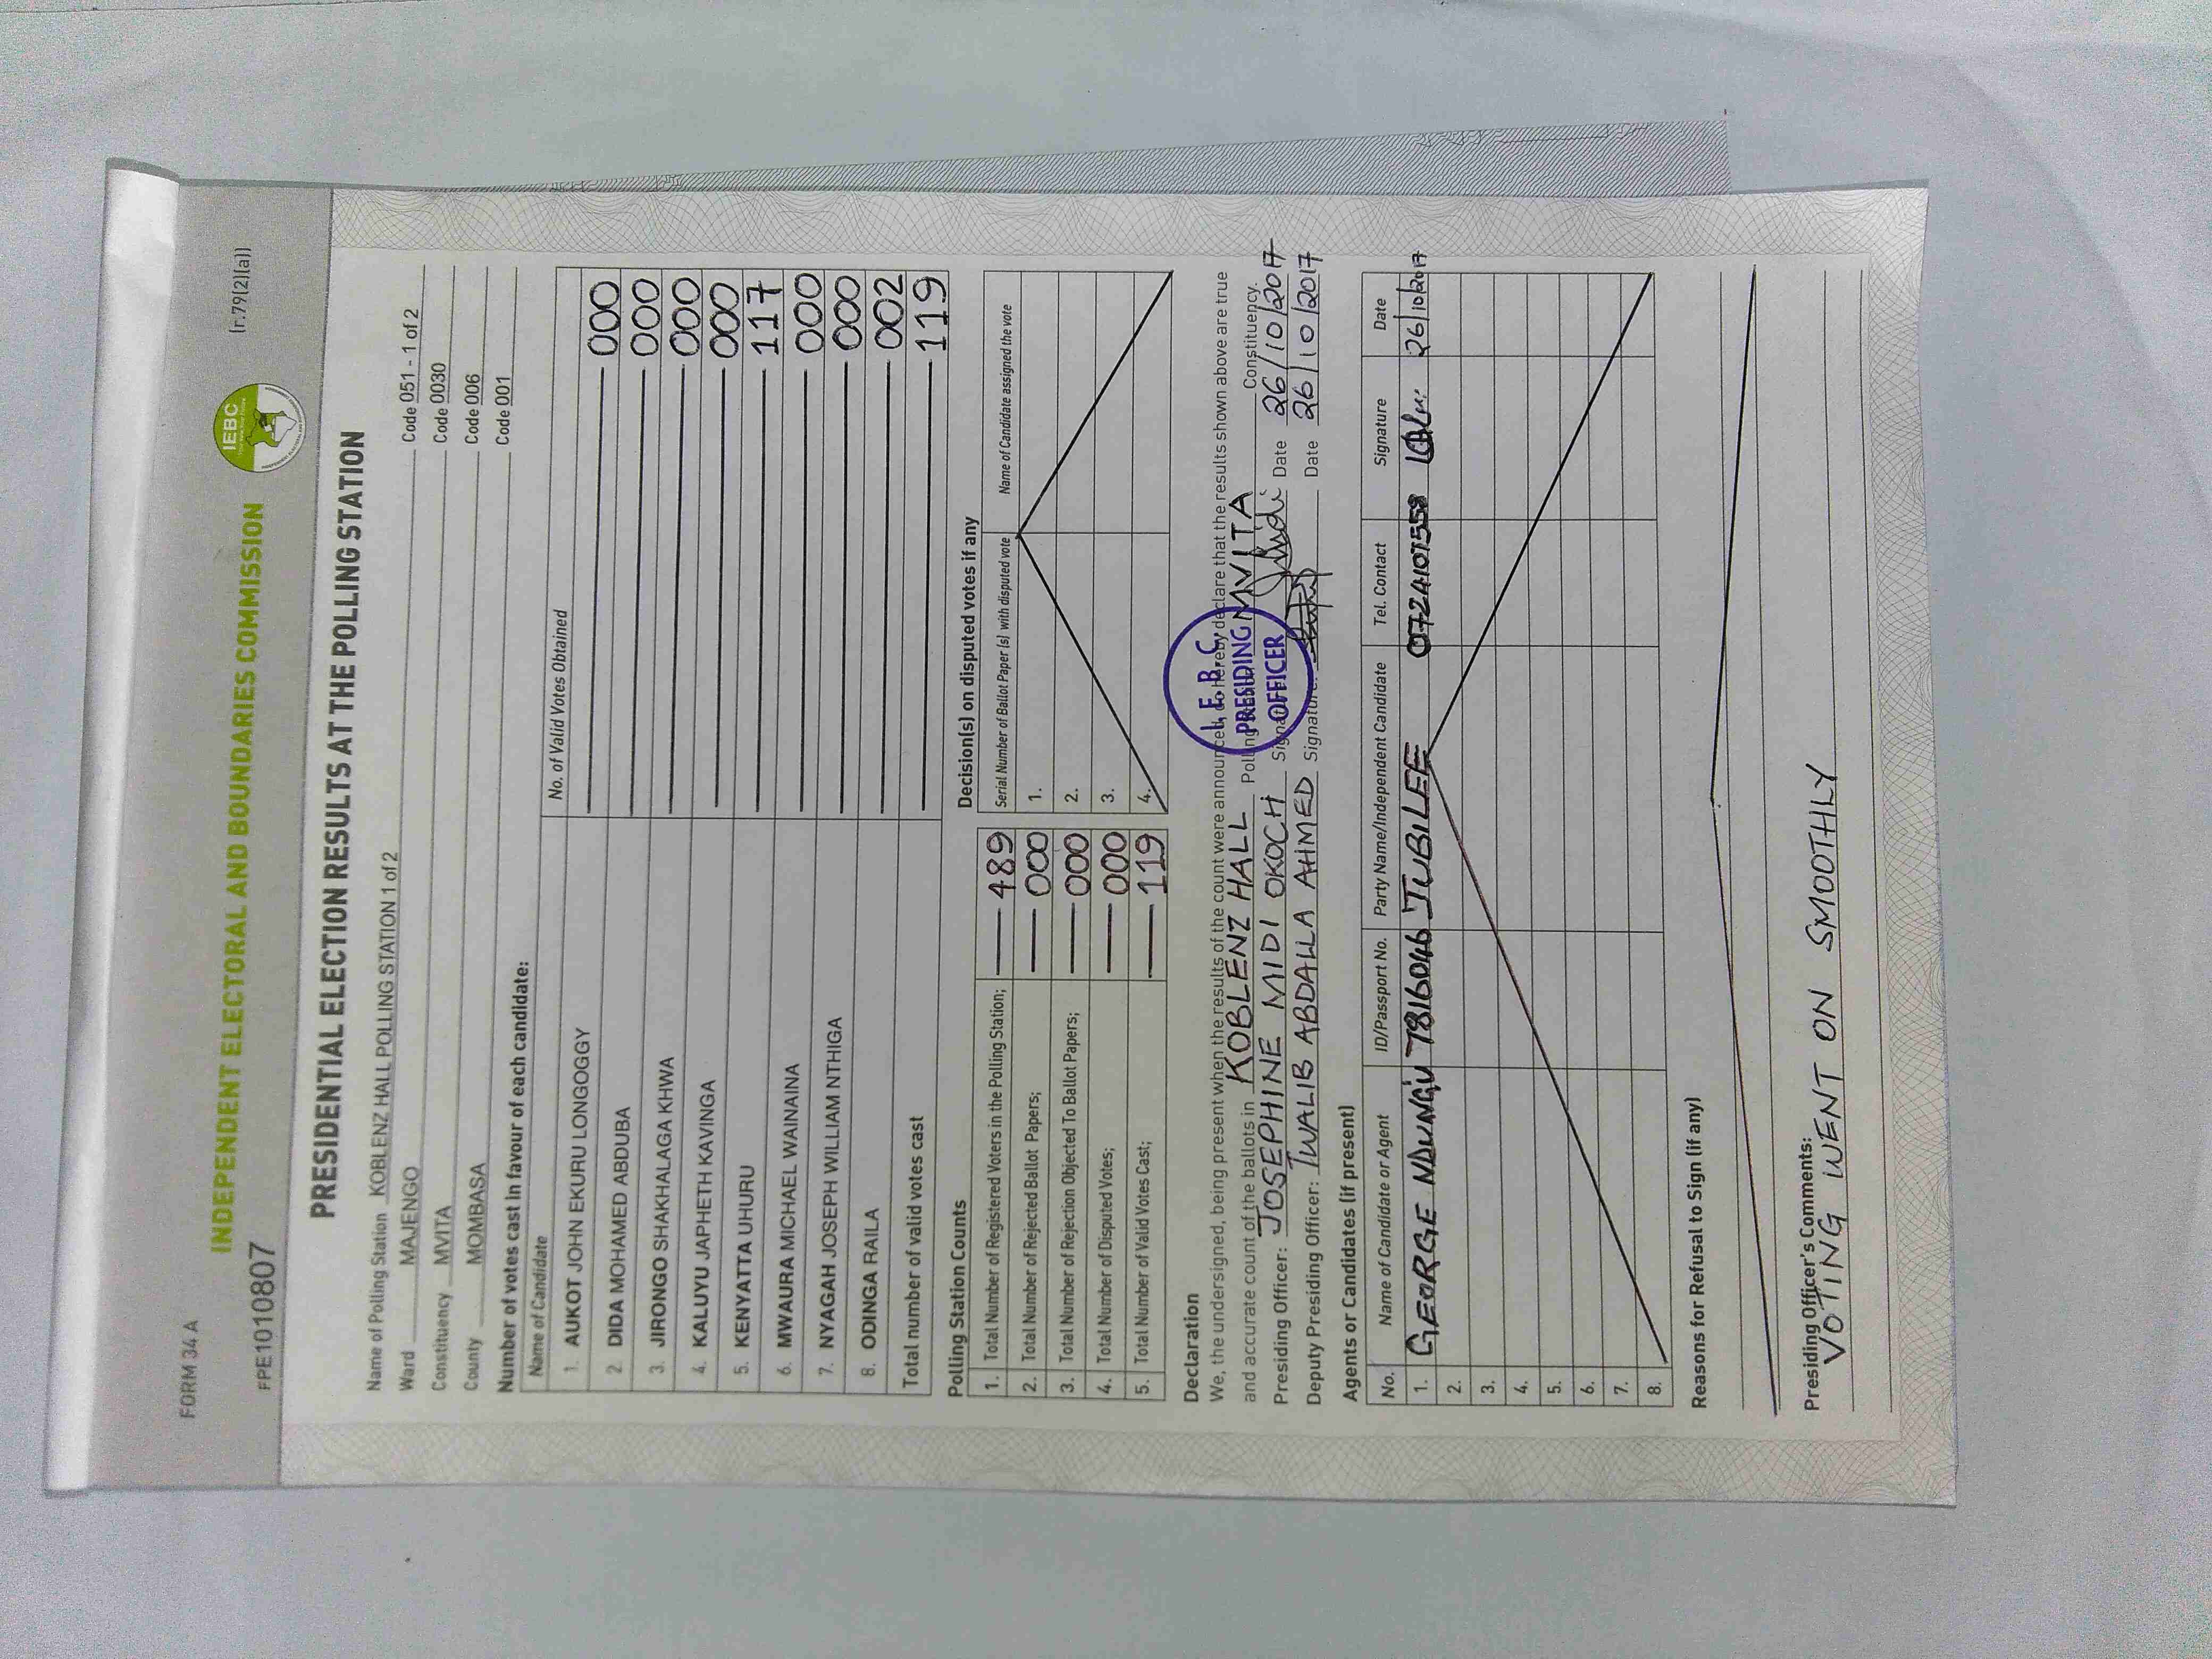 FORM 34 A
(r.79(2)(a))
IEBC
INDEPENDENT ELECTORAL AND BOUNDARIES COMMISSION
FPE1010807
PRESIDENTIAL ELECTION RESULTS AT THE POLLING STATION
Name of Polling Station KOBLENZ HALL POLLING STATION 1 of 2
Ward MAJENGO Code 051 - 1 of 2
Constituency MVITA Code 0030
County MOMBASA Code 006
Code 001
Number of votes cast in favour of each candidate:
Name of Candidate No. of Valid Votes Obtained
1. AUKOT JOHN EKURU LONGOGGY 000
2 DIDA MOHAMED ABDUBA 000
3. JIRONGO SHAKHALAGA KHWA 000
4. KALUYU JAPHETH KAVINGA 000
5. KENYATTA UHURU 117
6. MWAURA MICHAEL WAINAINA 000
7. NYAGAH JOSEPH WILLIAM NTHIGA 000
8. ODINGA RAILA 002
Total number of valid votes cast 119
Polling Station Counts
1. Total Number of Registered Voters in the Polling Station; 489
2. Total Number of Rejected Ballot Papers; 000
3. Total Number of Rejection Objected To Ballot Papers; 000
4. Total Number of Disputed Votes; 000
5. Total Number of Valid Votes Cast; 119
Decision(s) on disputed votes if any
Serial Number of Ballot Paper (s) with disputed vote Name of Candidate assigned the vote
1.
2.
3.
4.
Declaration
We, the undersigned, being present when the results of the count were announced, do hereby declare that the results shown above are true
and accurate count of the ballots in KOBLENZ HALL Polling MVITA Constituency.
Presiding Officer: JOSEPHINE MIDI OKOCH Signature Date 26/10/2017
Deputy Presiding Officer: TWALIB ABDALLA AHMED Signature: Date 26/10/2017
I. E. B. C.
PRESIDING
OFFICER
Agents or Candidates (if present)
No. Name of Candidate or Agent ID/Passport No. Party Name/Independent Candidate Tel. Contact Signature Date
1. GEORGE NDUNGU 7816046 JUBILEE 26/10/2017
2.
3.
4.
5.
6.
7.
8.
Reasons for Refusal to Sign (if any)
Presiding Officer's Comments:
VOTING WENT ON SMOOTHLY